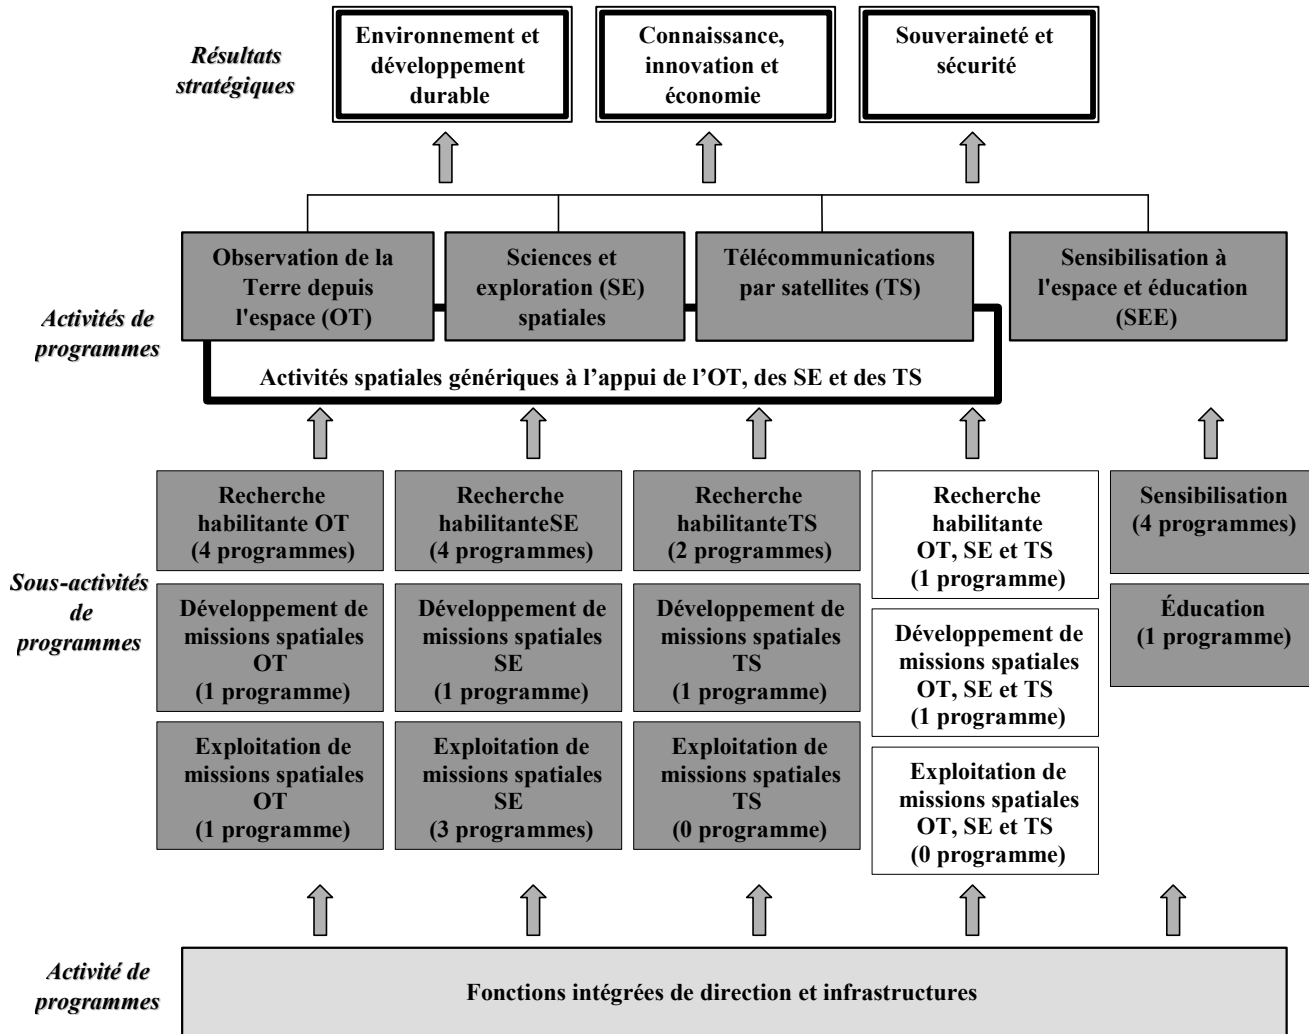 Résultats
stratégiques
Environnement et
développement
durable
Connaissance,
innovation et
économie
Souveraineté et
sécurité
Activités de
programmes
Observation de la
Terre depuis
l'espace (OT)
Sciences et
exploration (SE)
spatiales
Télécommunications
par satellites (TS)
Sensibilisation à
l'espace et éducation
(SEE)
Activités spatiales génériques à l’appui de l’OT, des SE et des TS
Sous-activités
de
programmes
Recherche
habilitante OT
(4 programmes)
Développement de
missions spatiales
OT
(1 programme)
Exploitation de
missions spatiales
OT
(1 programme)
Recherche
habilitanteSE
(4 programmes)
Développement de
missions spatiales
SE
(1 programme)
Exploitation de
missions spatiales
SE
(3 programmes)
Recherche
habilitanteTS
(2 programmes)
Développement de
missions spatiales
TS
(1 programme)
Exploitation de
missions spatiales
TS
(0 programme)
Recherche
habilitante
OT, SE et TS
(1 programme)
Développement de
missions spatiales
OT, SE et TS
(1 programme)
Exploitation de
missions spatiales
OT, SE et TS
(0 programme)
Sensibilisation
(4 programmes)
Éducation
(1 programme)
Activité de
programmes
Fonctions intégrées de direction et infrastructures